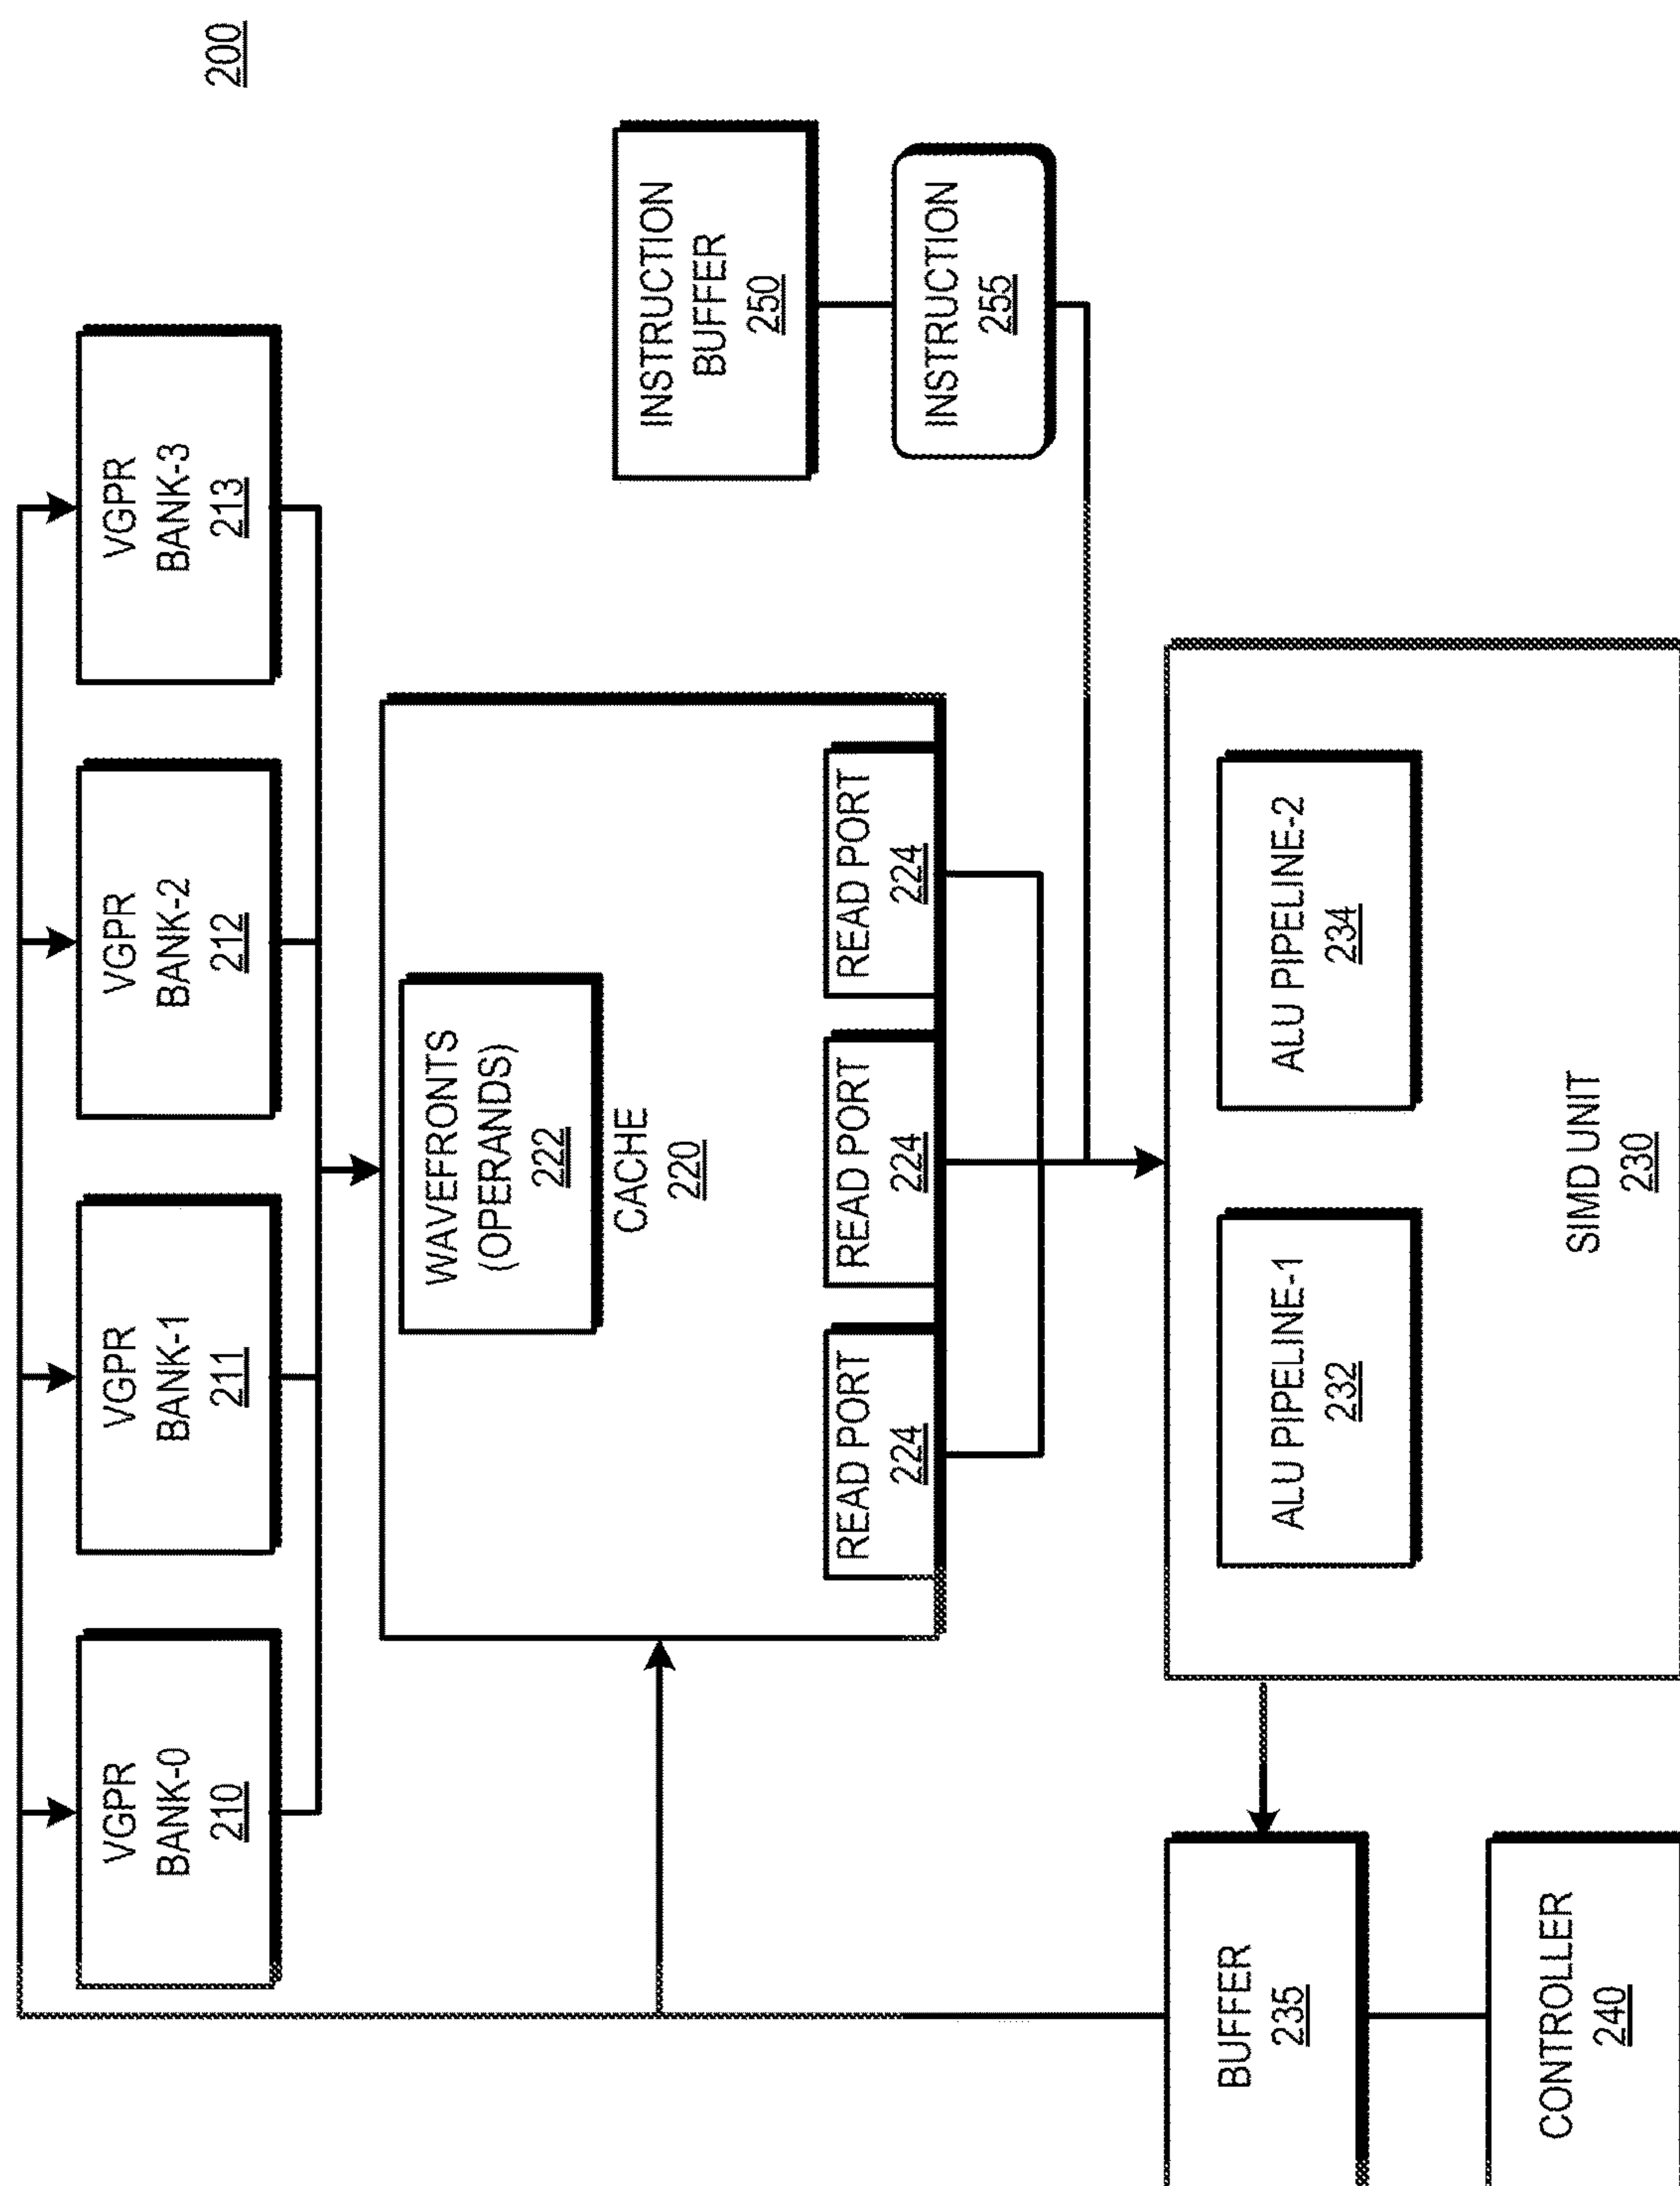 200
VGPR
BANK-0
210
VGPR
BANK-1
211
VGPR
BANK-2
212
VGPR
BANK-3
213
WAVEFRONTS
(OPERANDS)
222
CACHE
220
READ PORT
224
READ PORT
224
READ PORT
224
INSTRUCTION
BUFFER
250
INSTRUCTION
255
BUFFER
235
CONTROLLER
240
ALU PIPELINE-1
232
ALU PIPELINE-2
234
SIMD UNIT
230